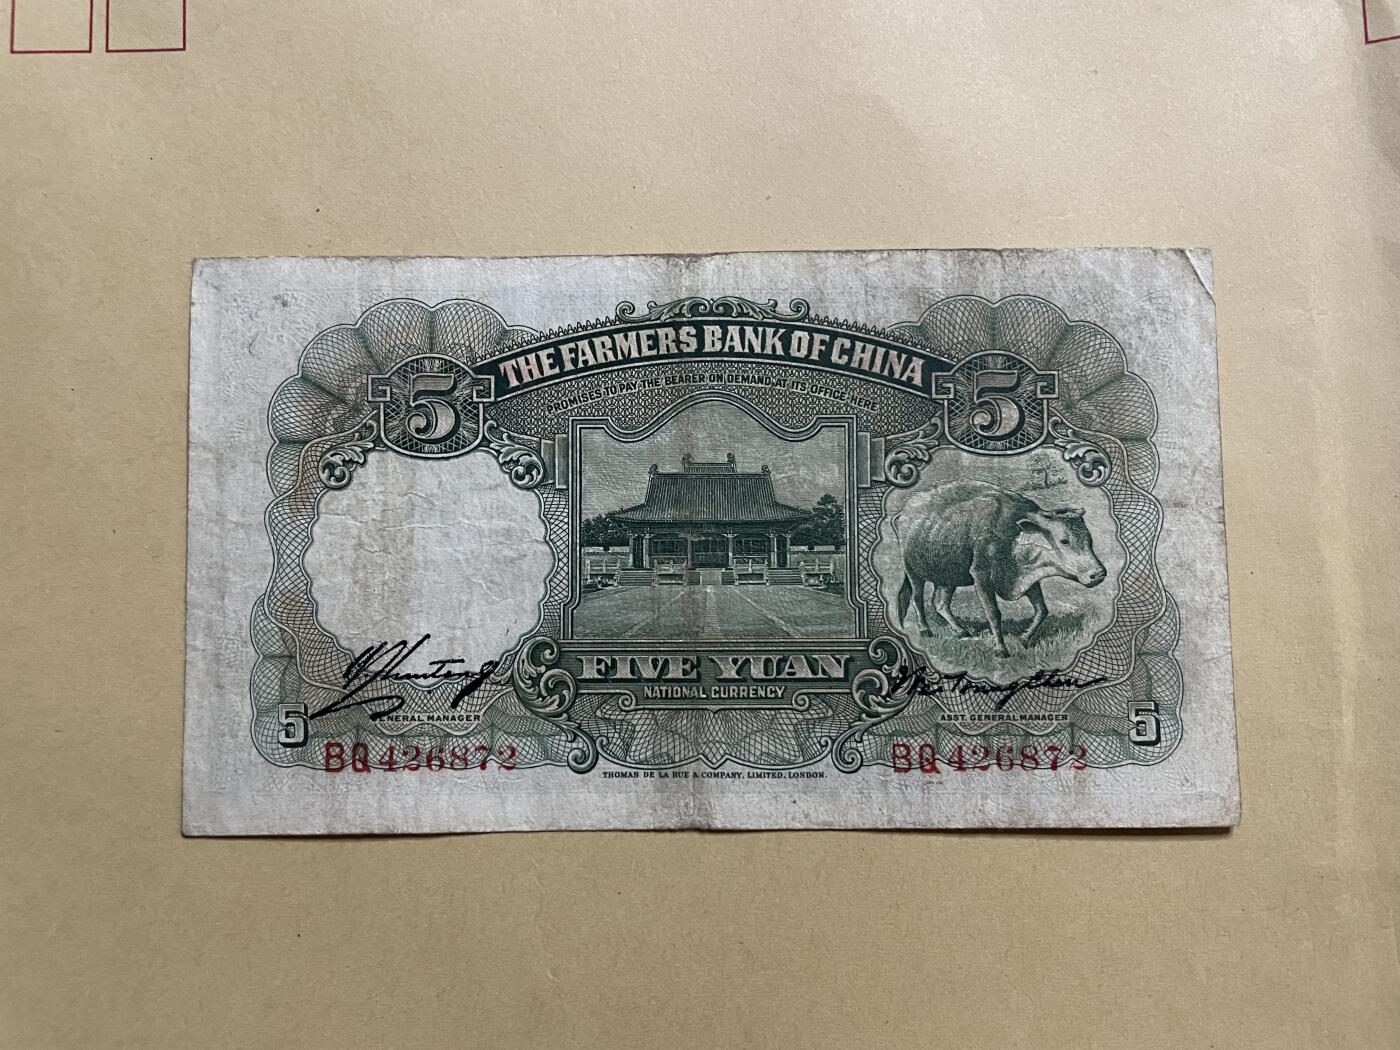 THE FARMERS BANK OF CHINA
PROMISES TO PAY THE BEARER ON DEMAND AT ITS OFFICE HERE
5 5
FIVE YUAN
NATIONAL CURRENCY
GENERAL MANAGER ASST. GENERAL MANAGER
5 5
BQ426872 BQ426872
THOMAS DE LA RUE & COMPANY, LIMITED, LONDON.